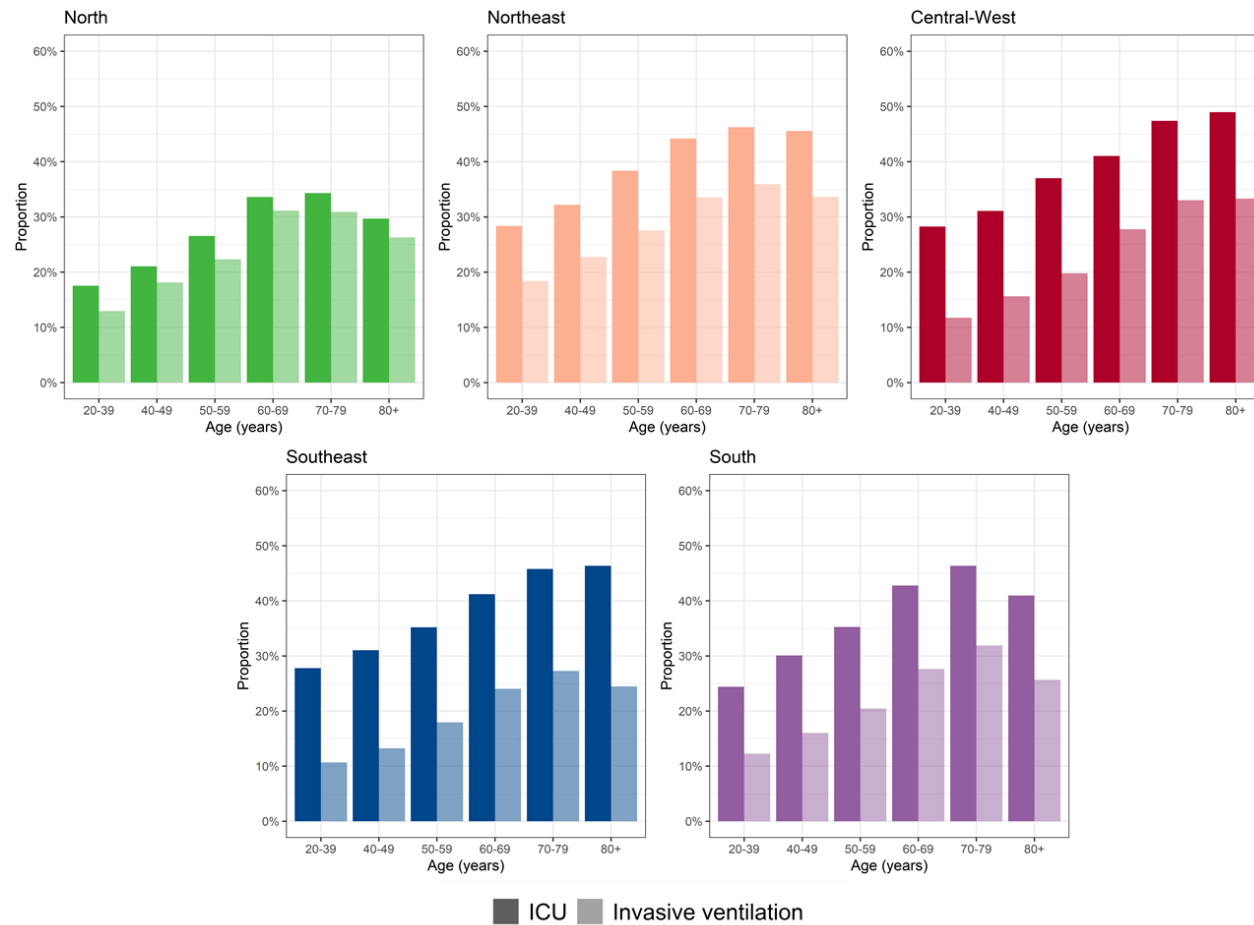 North
Northeast
Central-West
60%
50%
40%
30%
20%
10%
0%
Proportion
20-39 40-49 50-59 60-69 70-79 80+
Age (years)
60%
50%
40%
30%
20%
10%
0%
Proportion
20-39 40-49 50-59 60-69 70-79 80+
Age (years)
60%
50%
40%
30%
20%
10%
0%
Proportion
20-39 40-49 50-59 60-69 70-79 80+
Age (years)
Southeast
South
60%
50%
40%
30%
20%
10%
0%
Proportion
20-39 40-49 50-59 60-69 70-79 80+
Age (years)
60%
50%
40%
30%
20%
10%
0%
Proportion
20-39 40-49 50-59 60-69 70-79 80+
Age (years)
ICU Invasive ventilation